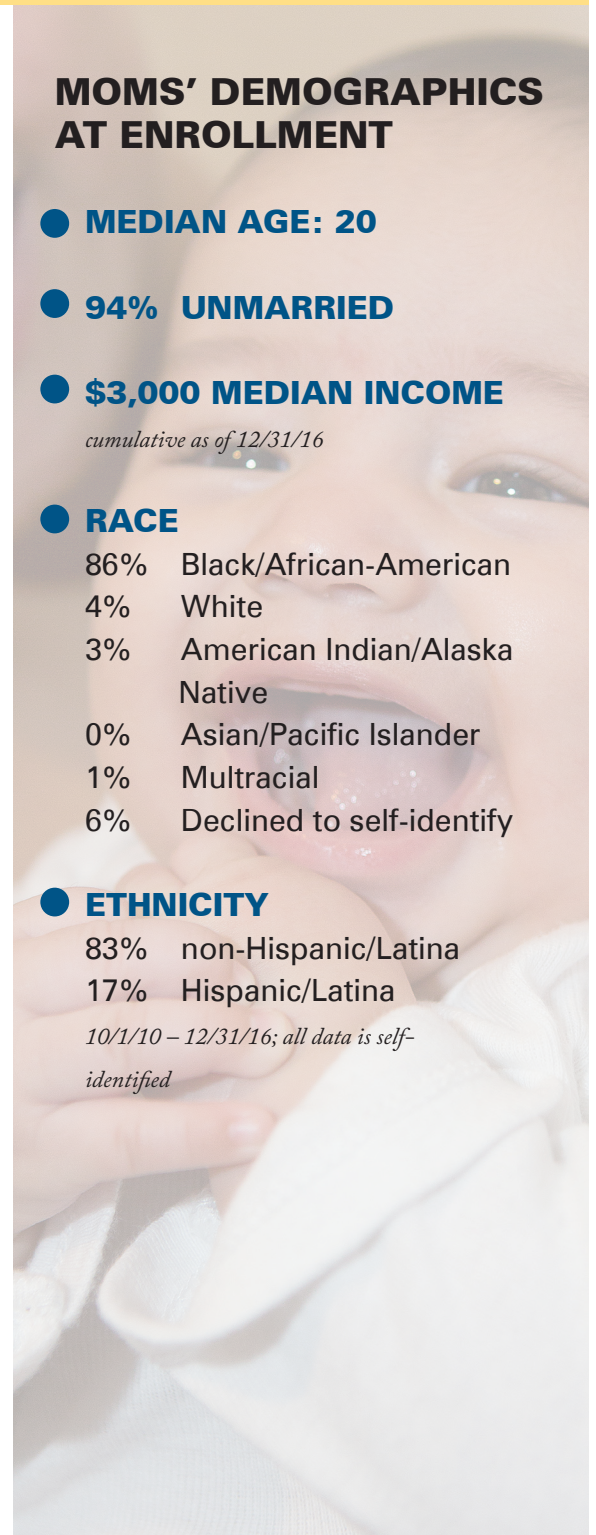 MOMS’ DEMOGRAPHICS
AT ENROLLMENT
MEDIAN AGE: 20
94% UNMARRIED
$3,000 MEDIAN INCOME
cumulative as of 12/31/16
RACE
86% Black/African-American
4% White
3% American Indian/Alaska
Native
0% Asian/Pacific Islander
1% Multracial
6% Declined to self-identify
ETHNICITY
83% non-Hispanic/Latina
17% Hispanic/Latina
10/1/10 – 12/31/16; all data is self-
identified